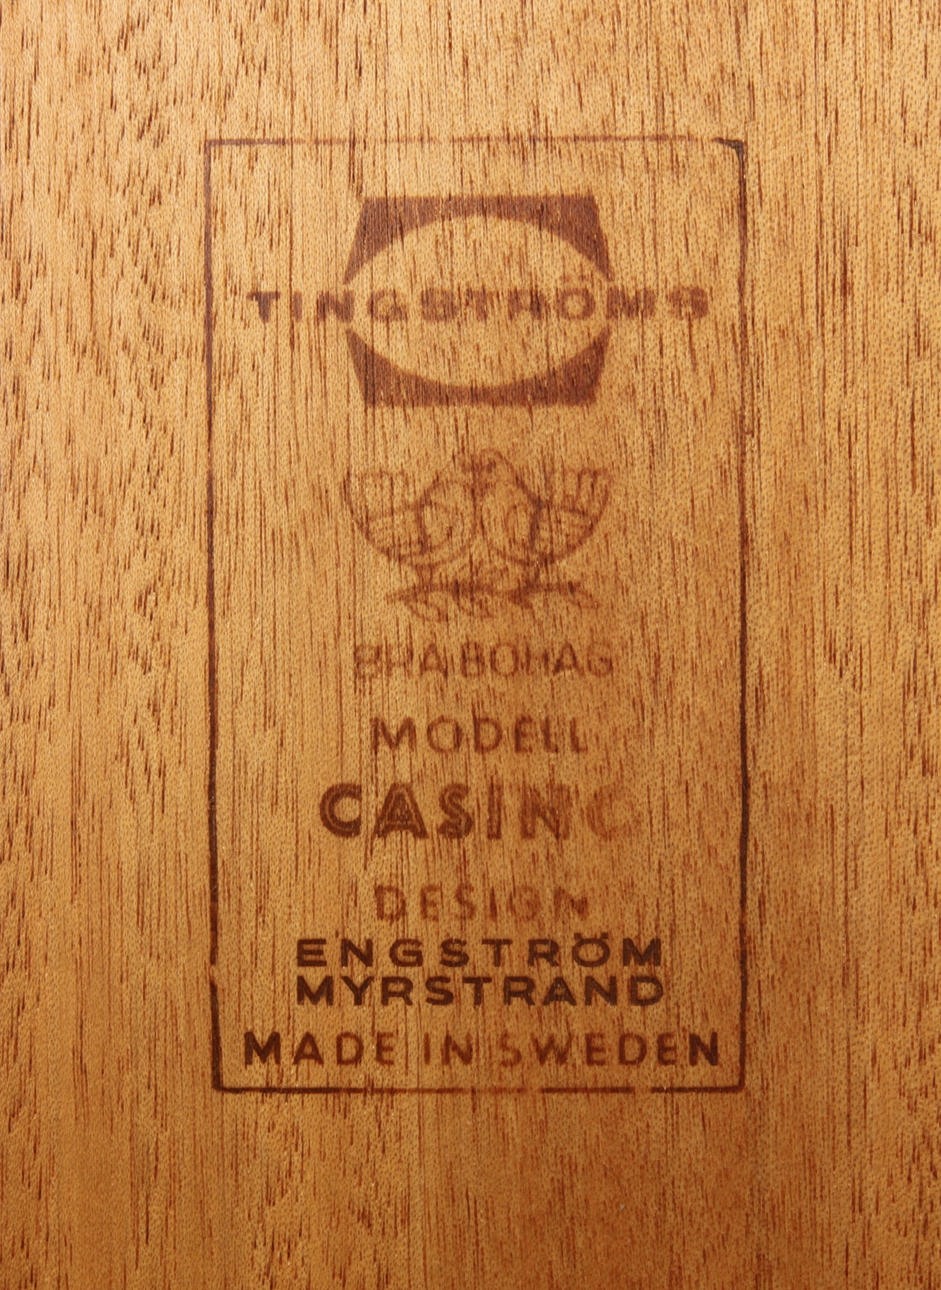 TINGSTRÖMS
BRA BOHAG
MODELL
CASINO
DESIGN
ENGSTRÖM
MYRSTRAND
MADE IN SWEDEN